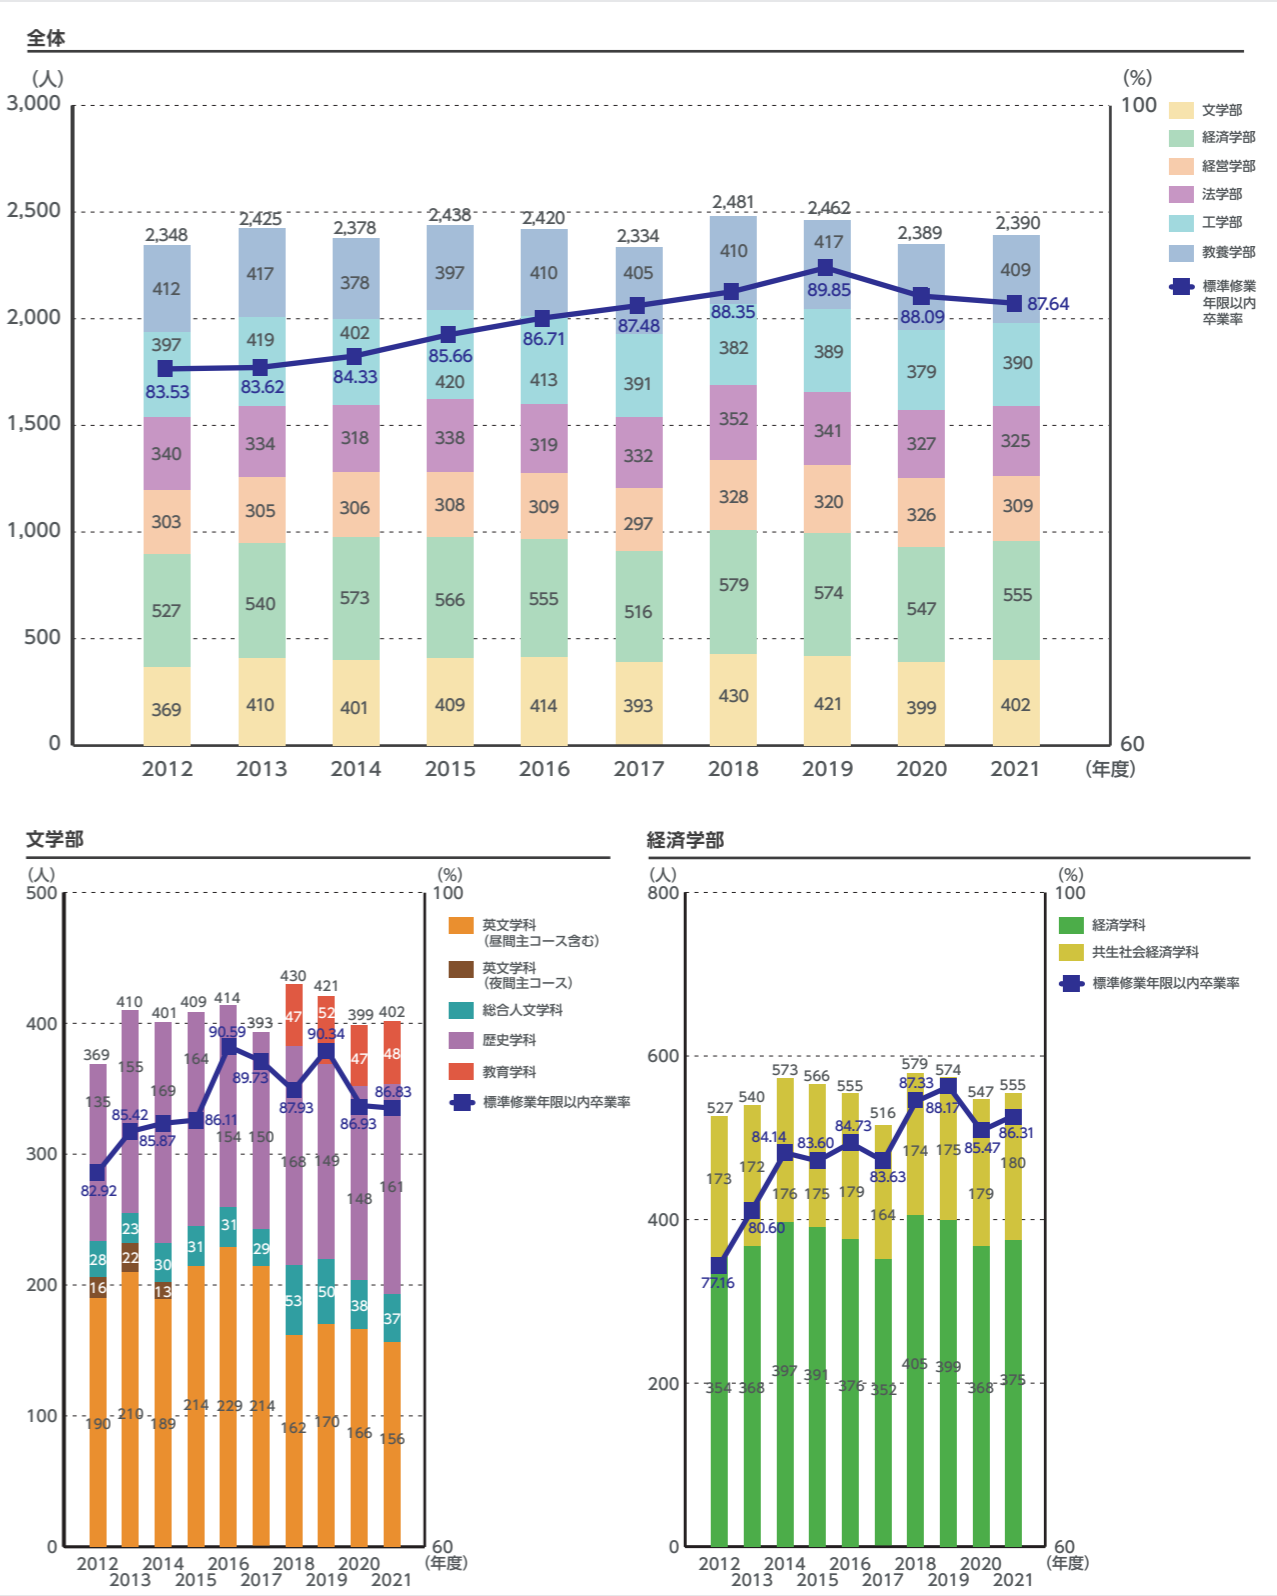 全体
(人)
(%)
3,000
2,500
2,000
1,500
1,000
500
0
100
60
文学部
経済学部
経営学部
法学部
工学部
教養学部
標準修業
年限以内
卒業率
2,348 2,425 2,378 2,438 2,420 2,334 2,481 2,462 2,389 2,390
412 417 378 397 410 405 410 417 409
397 419 402 420 413 391 382 389 379 390
83.53 83.62 84.33 85.66 86.71 87.48 88.35 89.85 88.09 87.64
340 334 318 338 319 332 352 341 327 325
303 305 306 308 309 297 328 320 326 309
527 540 573 566 555 516 579 574 547 555
369 410 401 409 414 393 430 421 399 402
2012 2013 2014 2015 2016 2017 2018 2019 2020 2021 (年度)
文学部
(人)
(%)
500
400
300
200
100
0
100
60
英文学科
(昼間主コース含む)
英文学科
(夜間主コース)
総合人文学科
歴史学科
教育学科
標準修業年限以内卒業率
369 410 401 409 414 393 430 421 399 402
47 52 47 48
135 155 169 164 154 150 168 149 148 161
82.92 85.42 85.87 86.11 90.59 89.73 87.93 90.34 86.93 86.83
28 23 30 31 31 29 53 50 38 37
16 22 13
190 210 189 214 229 214 162 170 166 156
2012 2014 2016 2018 2020 (年度)
2013 2015 2017 2019 2021
経済学部
(人)
(%)
800
600
400
200
0
100
60
経済学科
共生社会経済学科
標準修業年限以内卒業率
527 540 573 566 555 516 579 574 547 555
77.16 80.60 84.14 83.60 84.73 83.63 87.33 88.17 85.47 86.31
173 172 176 175 179 164 174 175 179 180
354 368 397 391 376 352 405 399 368 375
2012 2014 2016 2018 2020 (年度)
2013 2015 2017 2019 2021